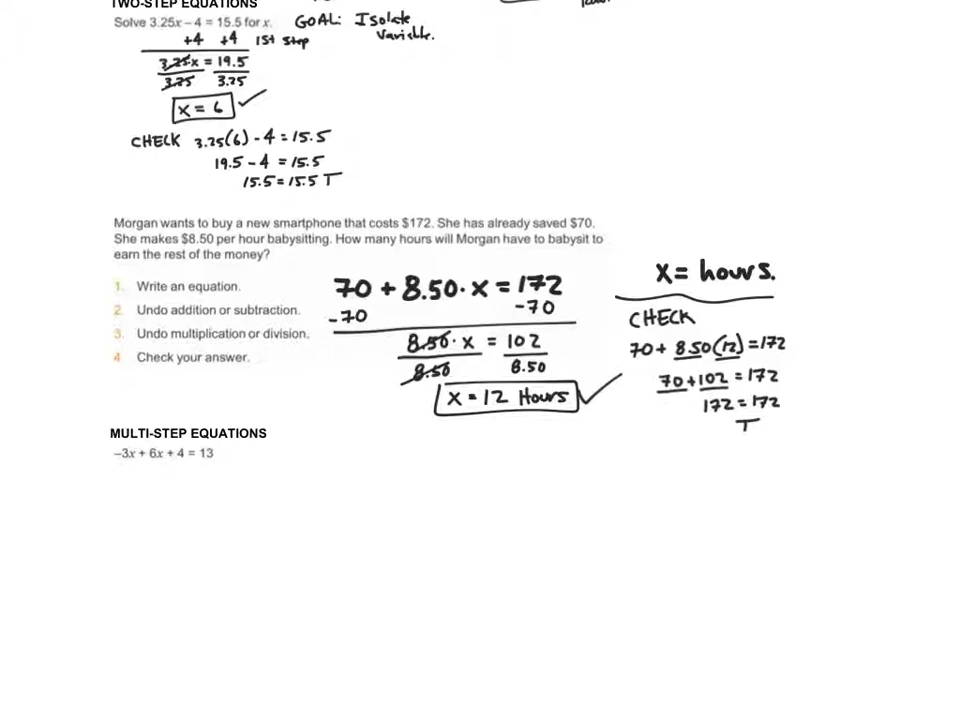 TWO-STEP EQUATIONS
Solve 3.25x – 4 = 15.5 for x. GOAL: Isolate
Variable.
+4 +4 1st Step
3.25x = 19.5
3.25 3.25
x = 6
CHECK 3.25(6) - 4 = 15.5
19.5 - 4 = 15.5
15.5 = 15.5 T
Morgan wants to buy a new smartphone that costs $172. She has already saved $70.
She makes $8.50 per hour babysitting. How many hours will Morgan have to babysit to
earn the rest of the money?
1. Write an equation.
2. Undo addition or subtraction.
3. Undo multiplication or division.
4 Check your answer.
70 + 8.50 · x = 172
-70 -70
8.50 · x = 102
8.50 8.50
x = 12 Hours
x = hours.
CHECK
70 + 8.50(12) = 172
70 + 102 = 172
172 = 172
T
MULTI-STEP EQUATIONS
–3x + 6x + 4 = 13